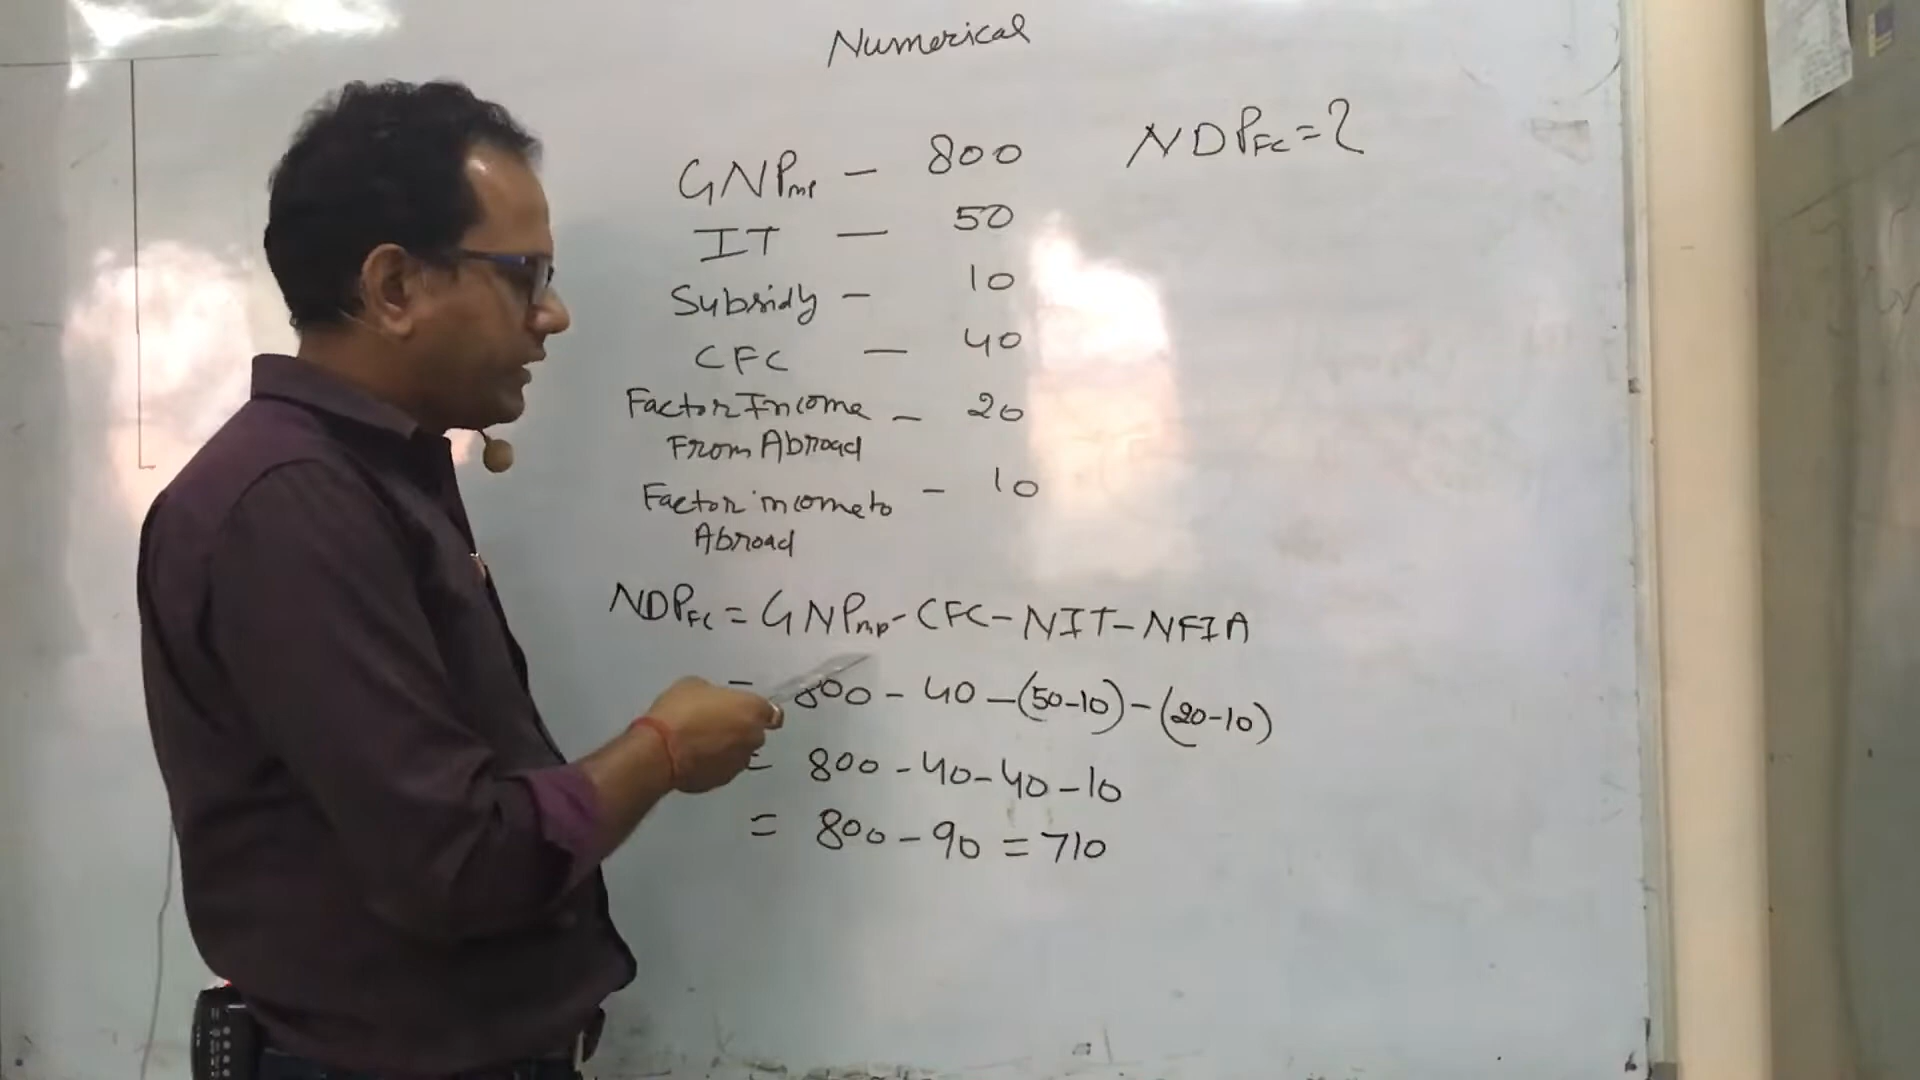 Numerical
GNPmp - 800
NDPFC = ?
IT - 50
Subsidy - 10
CFC - 40
Factor Income - 20
From Abroad
Factor income to - 10
Abroad
NDPFC = GNPmp - CFC - NIT - NFIA
= 800 - 40 - (50-10) - (20-10)
= 800 - 40 - 40 - 10
= 800 - 90 = 710